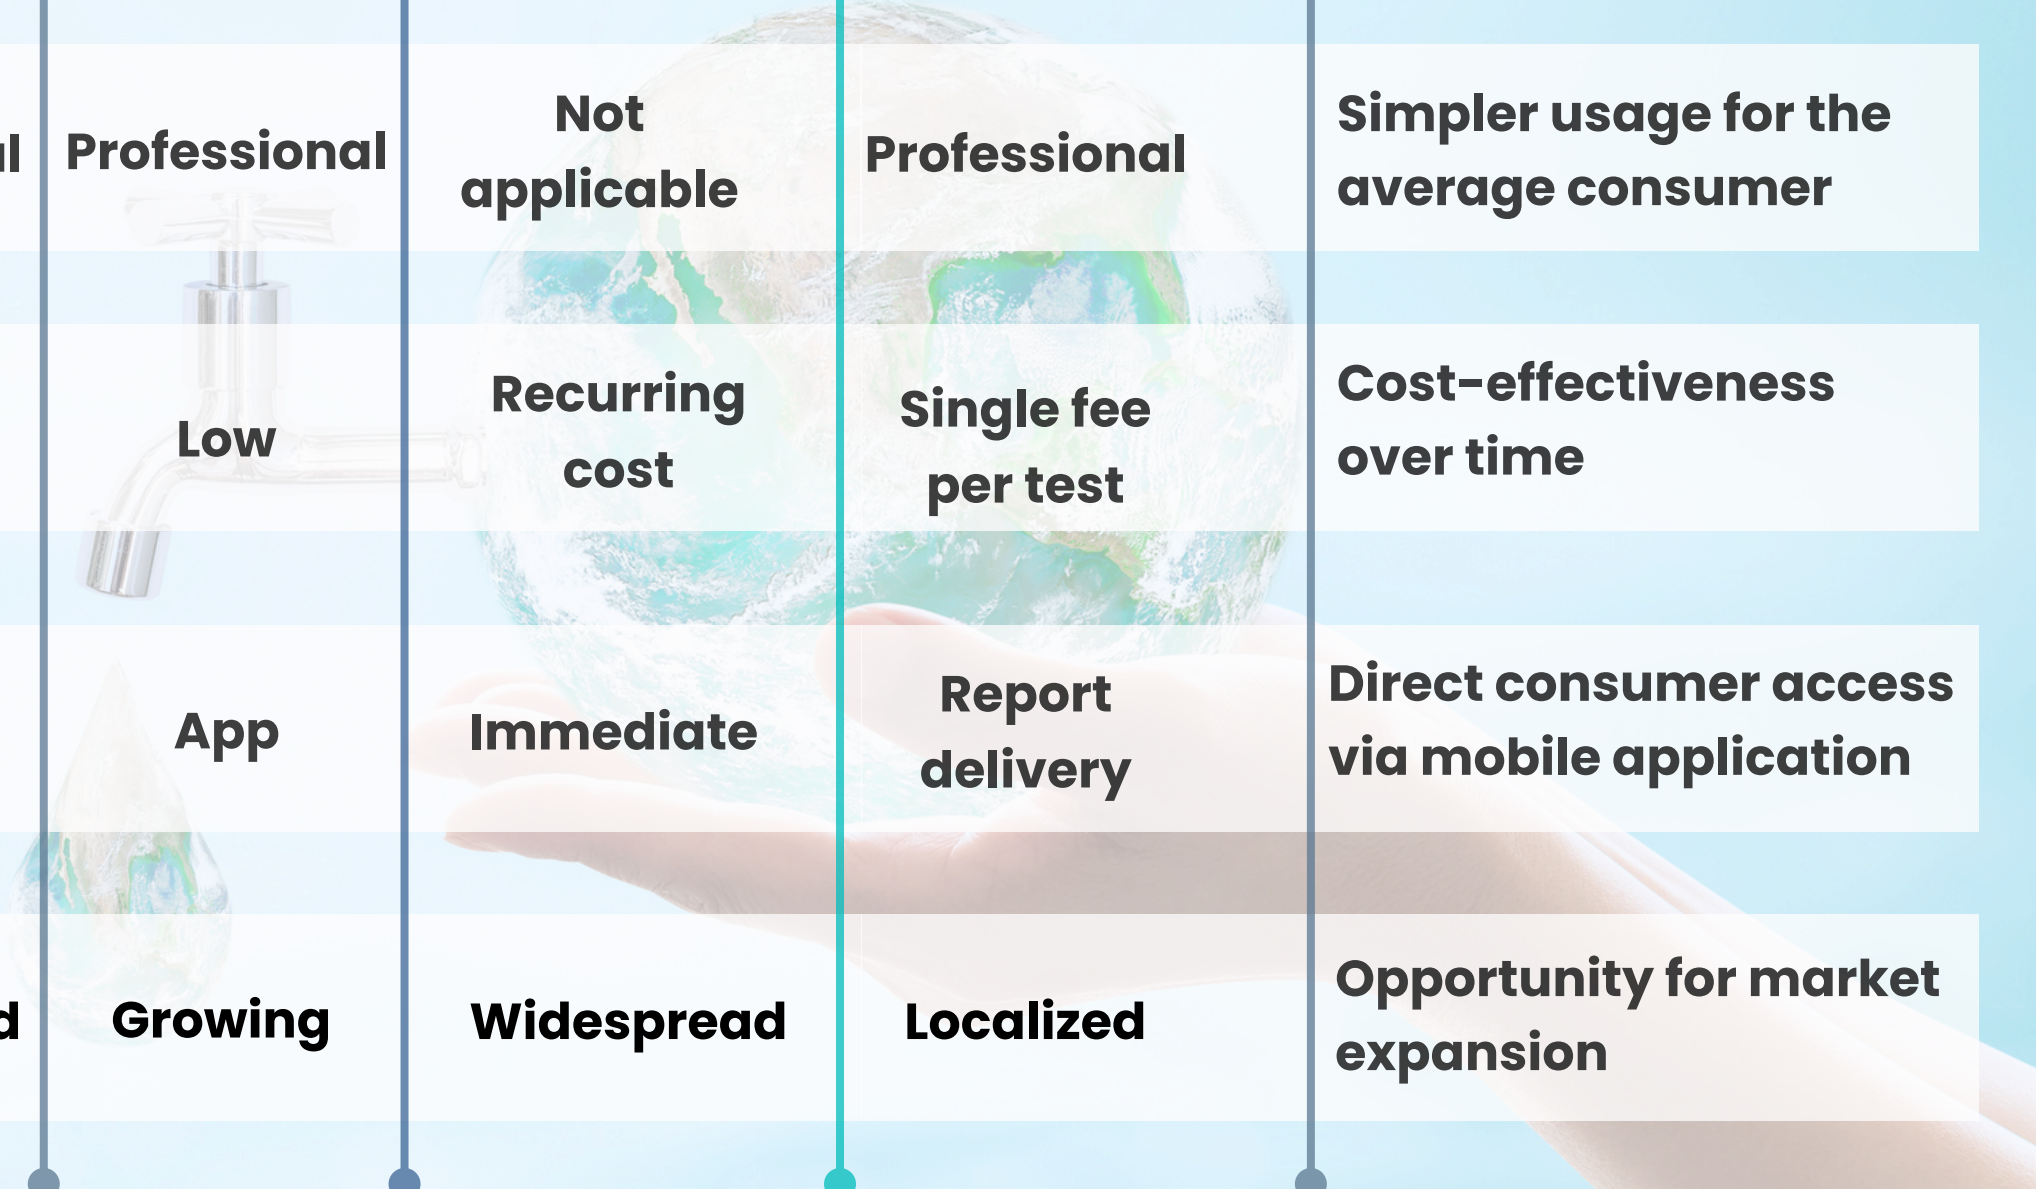 Professional
Not
applicable
Professional
Simpler usage for the
average consumer
Low
Recurring
cost
Single fee
per test
Cost-effectiveness
over time
App
Immediate
Report
delivery
Direct consumer access
via mobile application
Growing
Widespread
Localized
Opportunity for market
expansion